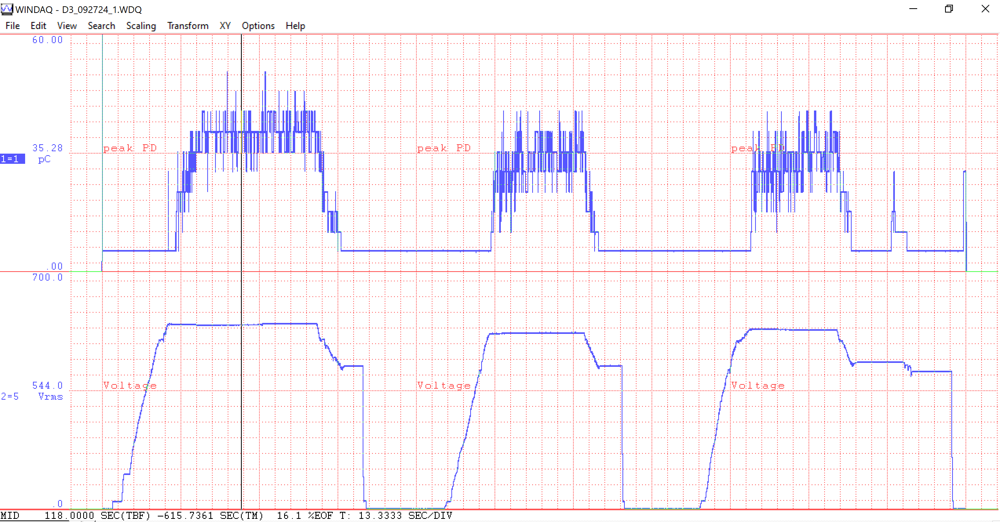 WINDAQ - D3_092724_1.WDQ
File Edit View Search Scaling Transform XY Options Help
60.00
35.28 peak PD peak PD peak PD
1=1 pC
.00
700.0
544.0 Voltage Voltage Voltage
2=5 Vrms
.0
MID 118.0000 SEC(TBF) -615.7361 SEC(TM) 16.1 %EOF T: 13.3333 SEC/DIV